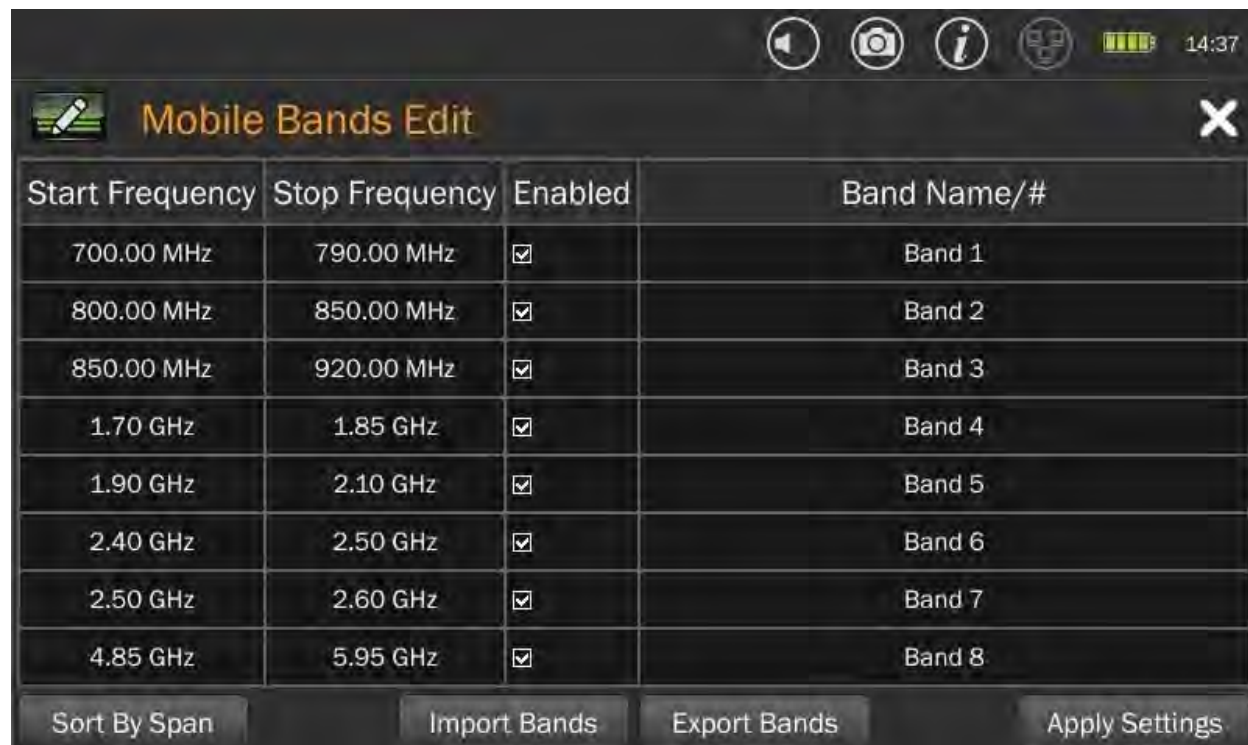 14:37
Mobile Bands Edit
Start Frequency Stop Frequency Enabled Band Name/#
700.00 MHz 790.00 MHz Band 1
800.00 MHz 850.00 MHz Band 2
850.00 MHz 920.00 MHz Band 3
1.70 GHz 1.85 GHz Band 4
1.90 GHz 2.10 GHz Band 5
2.40 GHz 2.50 GHz Band 6
2.50 GHz 2.60 GHz Band 7
4.85 GHz 5.95 GHz Band 8
Sort By Span Import Bands Export Bands Apply Settings